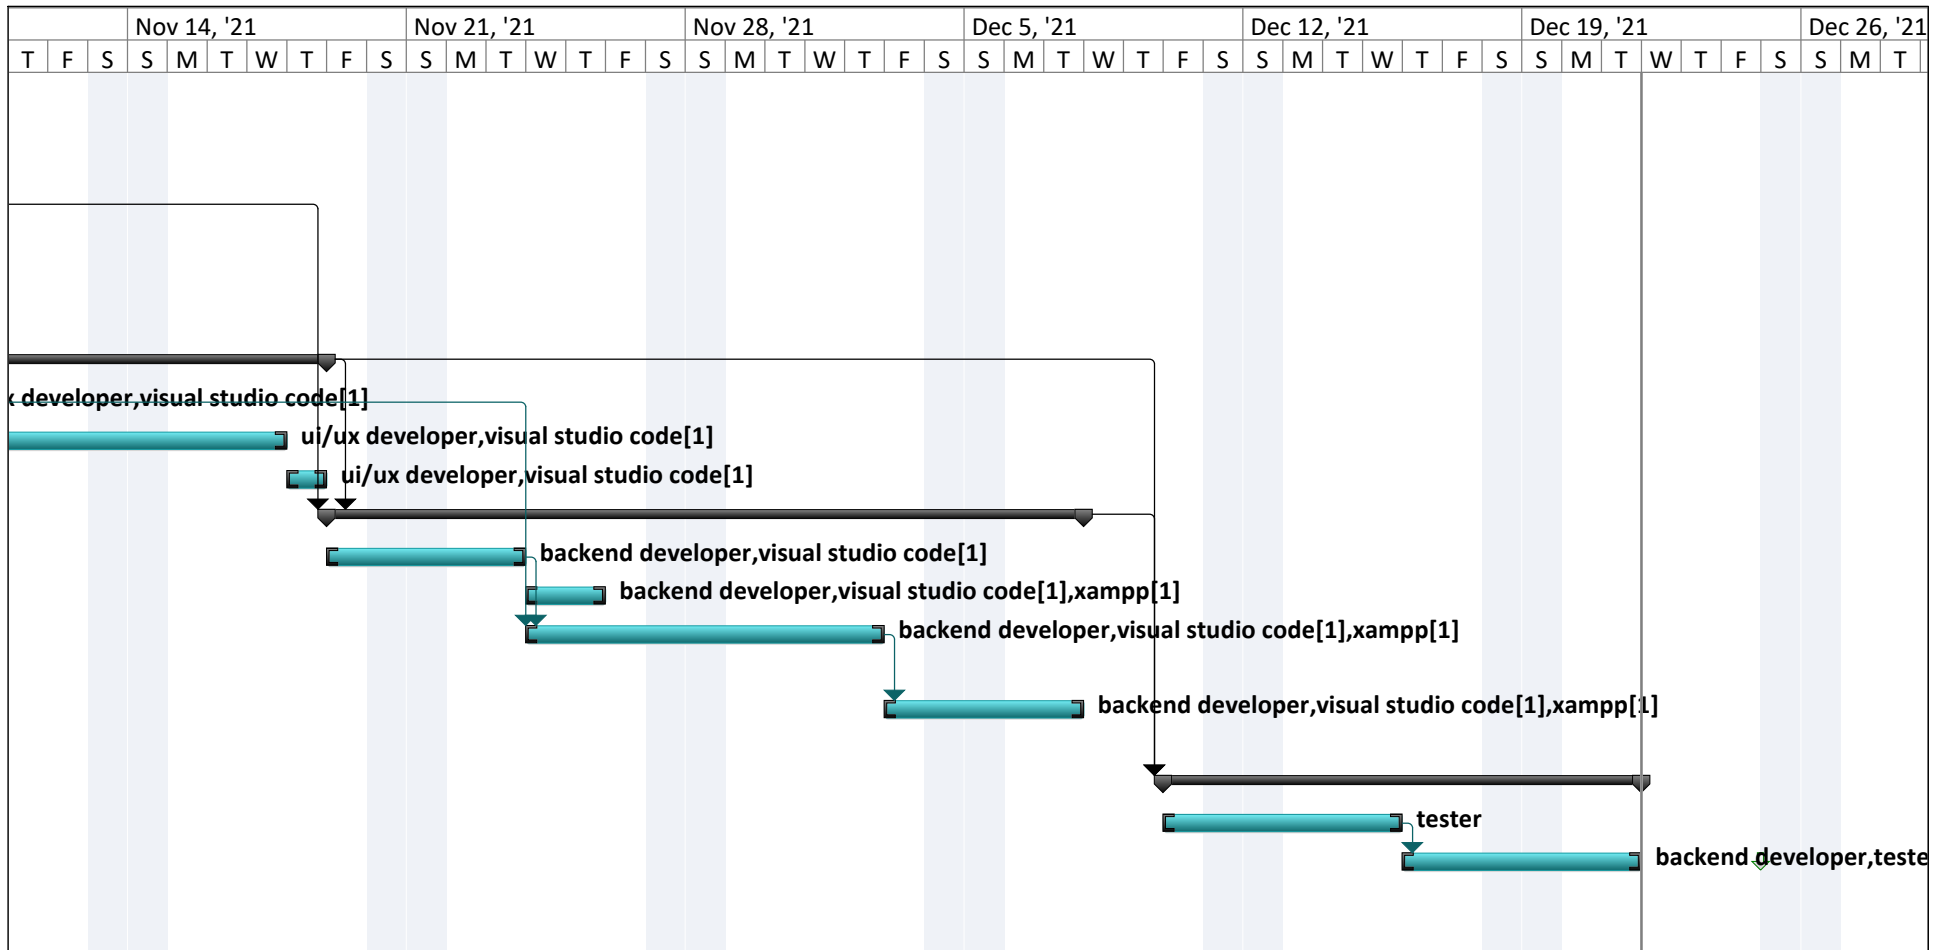 Nov 14, '21 Nov 21, '21 Nov 28, '21 Dec 5, '21 Dec 12, '21 Dec 19, '21 Dec 26, '21
T F S S M T W T F S S M T W T F S S M T W T F S S M T W T F S S M T W T F S S M T W T F S S M T
x developer,visual studio code[1]
ui/ux developer,visual studio code[1]
ui/ux developer,visual studio code[1]
backend developer,visual studio code[1]
backend developer,visual studio code[1],xampp[1]
backend developer,visual studio code[1],xampp[1]
backend developer,visual studio code[1],xampp[1]
tester
backend developer,teste